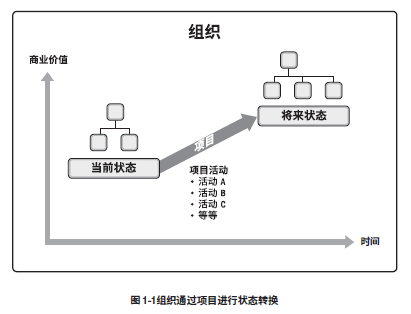 组织
商业价值
将来状态
项目
当前状态
项目活动
• 活动 A
• 活动 B
• 活动 C
• 等等
时间
图 1-1组织通过项目进行状态转换